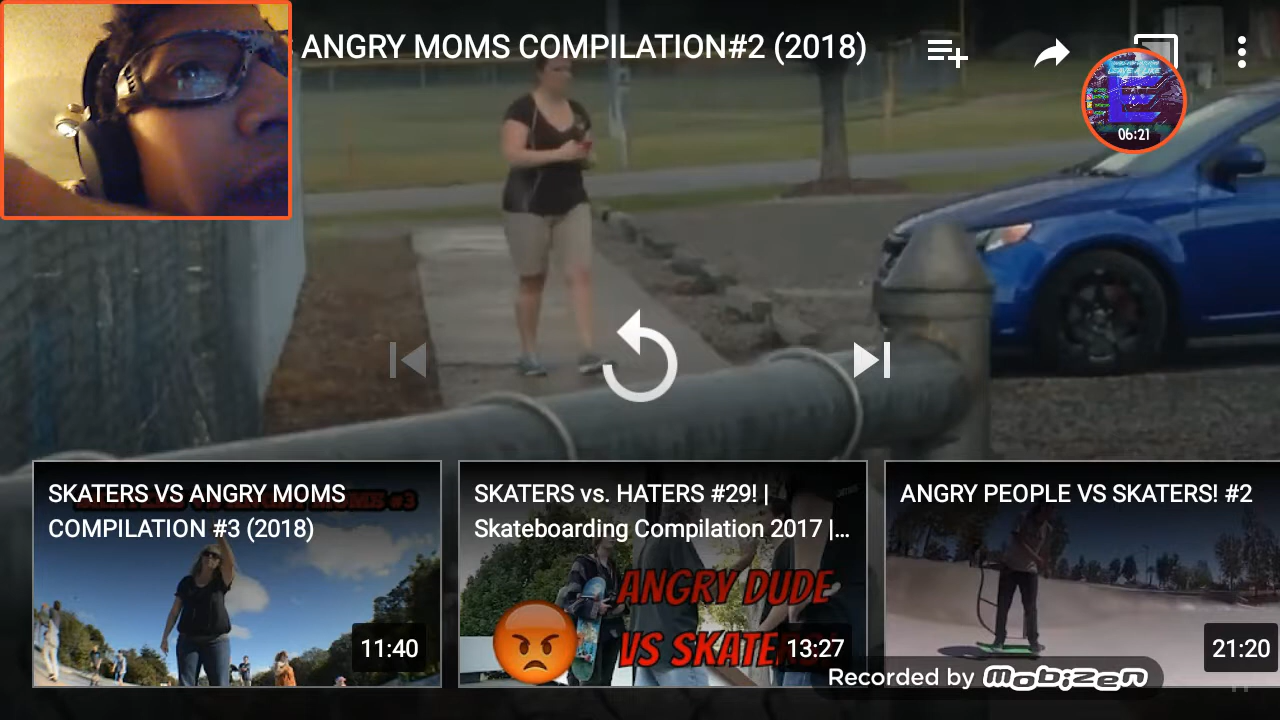 ANGRY MOMS COMPILATION#2 (2018)
LEAVE A LIKE
E
06:21
SKATERS VS ANGRY MOMS
COMPILATION #3 (2018)
11:40
SKATERS vs. HATERS #29! |
Skateboarding Compilation 2017 |...
ANGRY DUDE
VS SKATE
13:27
ANGRY PEOPLE VS SKATERS! #2
21:20
Recorded by Mobizen